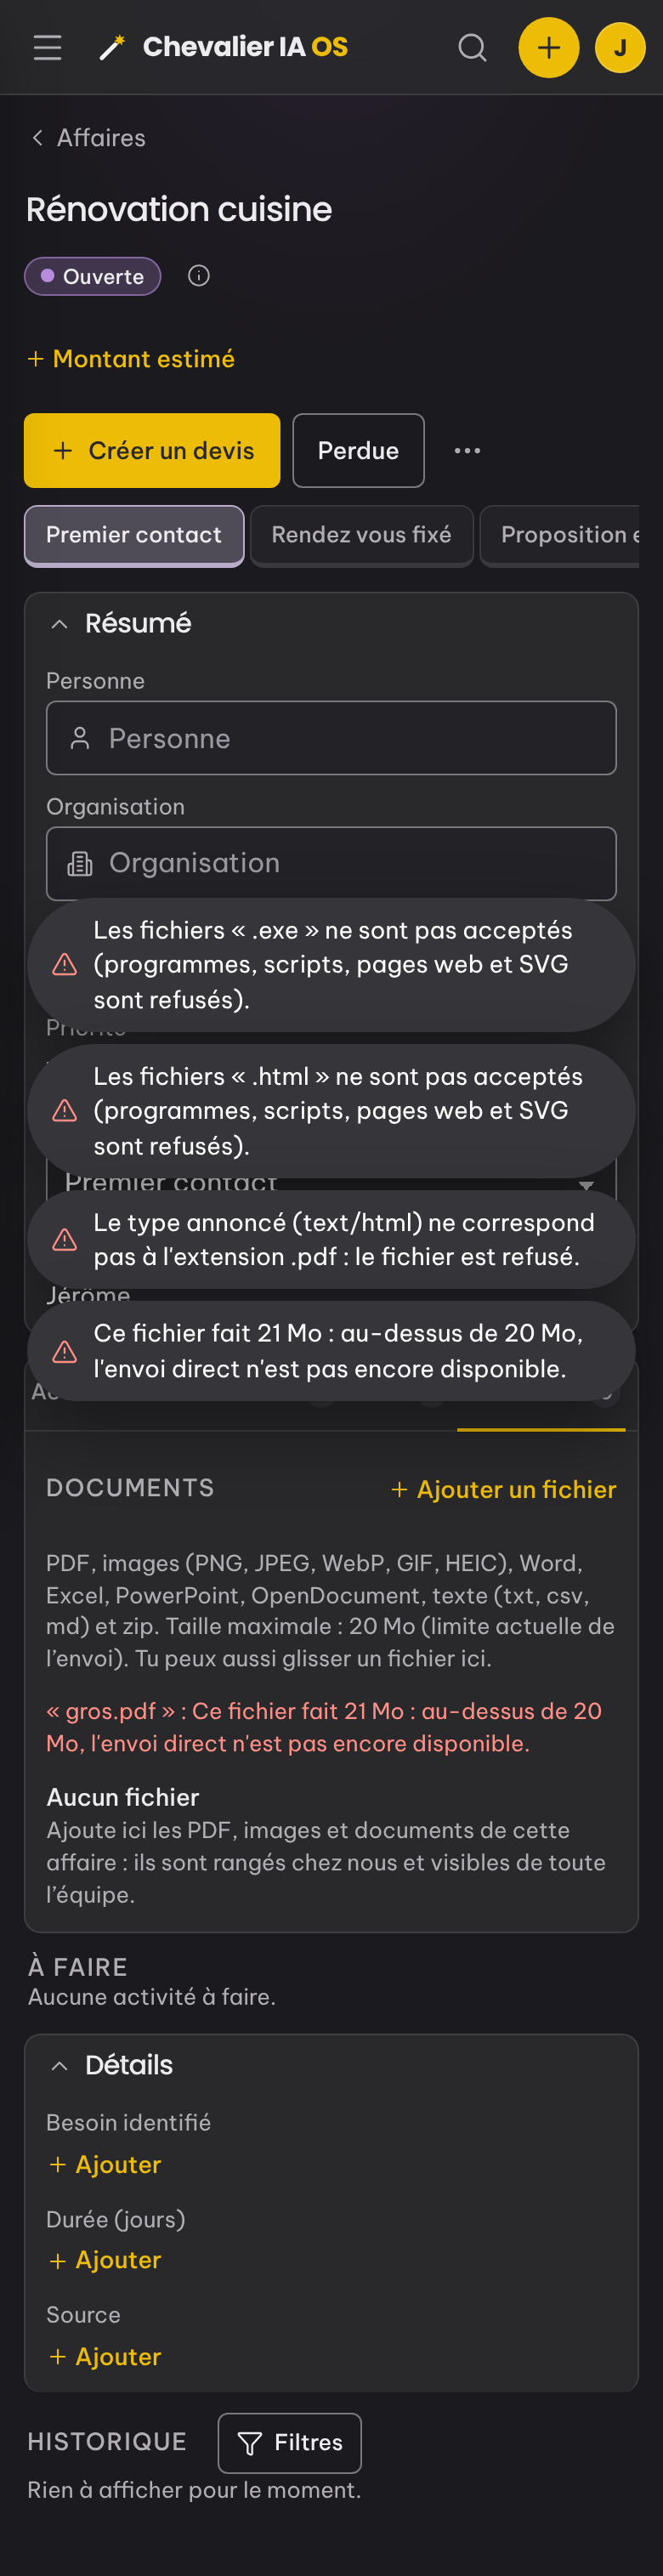 Chevalier IA OS
J
Affaires
Rénovation cuisine
Ouverte
+ Montant estimé
+ Créer un devis
Perdue
Premier contact
Rendez vous fixé
Proposition
Résumé
Personne
Personne
Organisation
Organisation
Les fichiers « .exe » ne sont pas acceptés
(programmes, scripts, pages web et SVG
sont refusés).
Priorité
Les fichiers « .html » ne sont pas acceptés
(programmes, scripts, pages web et SVG
sont refusés).
Premier contact
Le type annoncé (text/html) ne correspond
pas à l'extension .pdf : le fichier est refusé.
Jérôme
Ce fichier fait 21 Mo : au-dessus de 20 Mo,
l'envoi direct n'est pas encore disponible.
DOCUMENTS
+ Ajouter un fichier
PDF, images (PNG, JPEG, WebP, GIF, HEIC), Word,
Excel, PowerPoint, OpenDocument, texte (txt, csv,
md) et zip. Taille maximale : 20 Mo (limite actuelle de
l’envoi). Tu peux aussi glisser un fichier ici.
« gros.pdf » : Ce fichier fait 21 Mo : au-dessus de 20
Mo, l'envoi direct n'est pas encore disponible.
Aucun fichier
Ajoute ici les PDF, images et documents de cette
affaire : ils sont rangés chez nous et visibles de toute
l’équipe.
À FAIRE
Aucune activité à faire.
Détails
Besoin identifié
+ Ajouter
Durée (jours)
+ Ajouter
Source
+ Ajouter
HISTORIQUE
Filtres
Rien à afficher pour le moment.